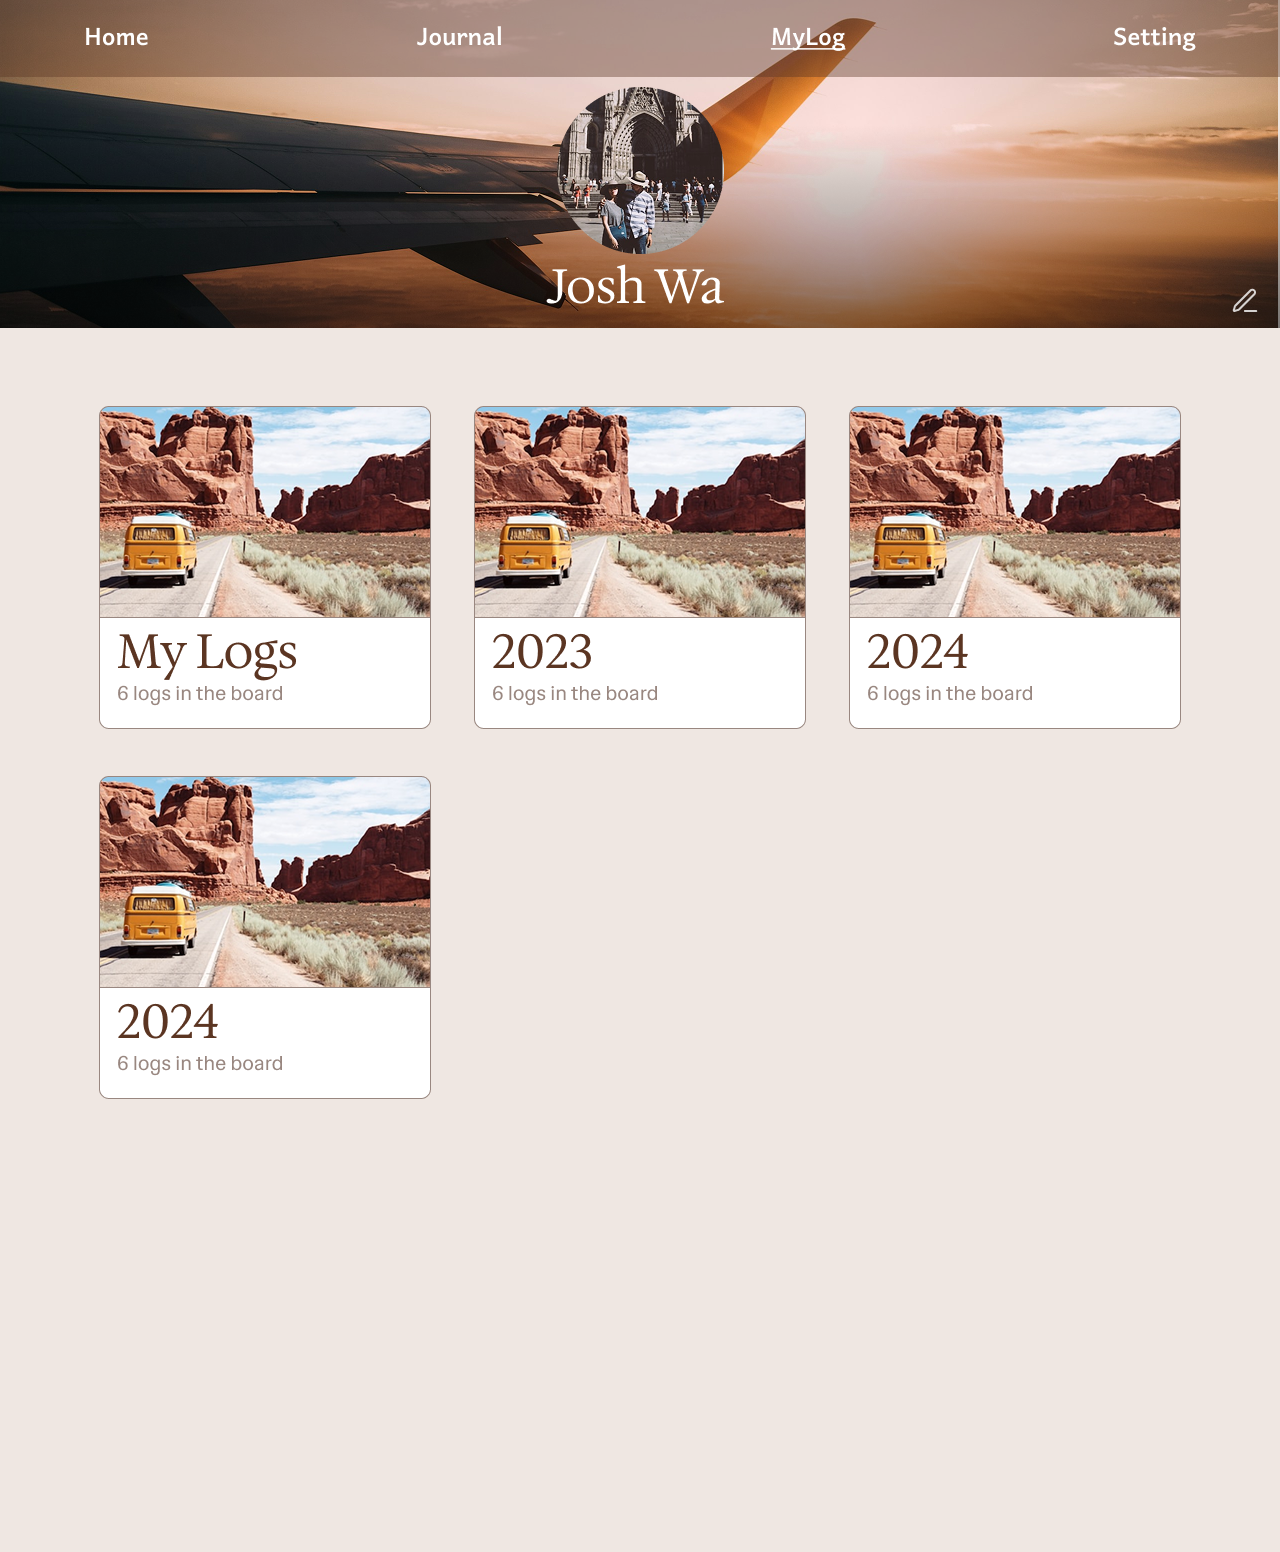 Home
Journal
MyLog
Setting
Josh Wa
My Logs
6 logs in the board
2023
6 logs in the board
2024
6 logs in the board
2024
6 logs in the board